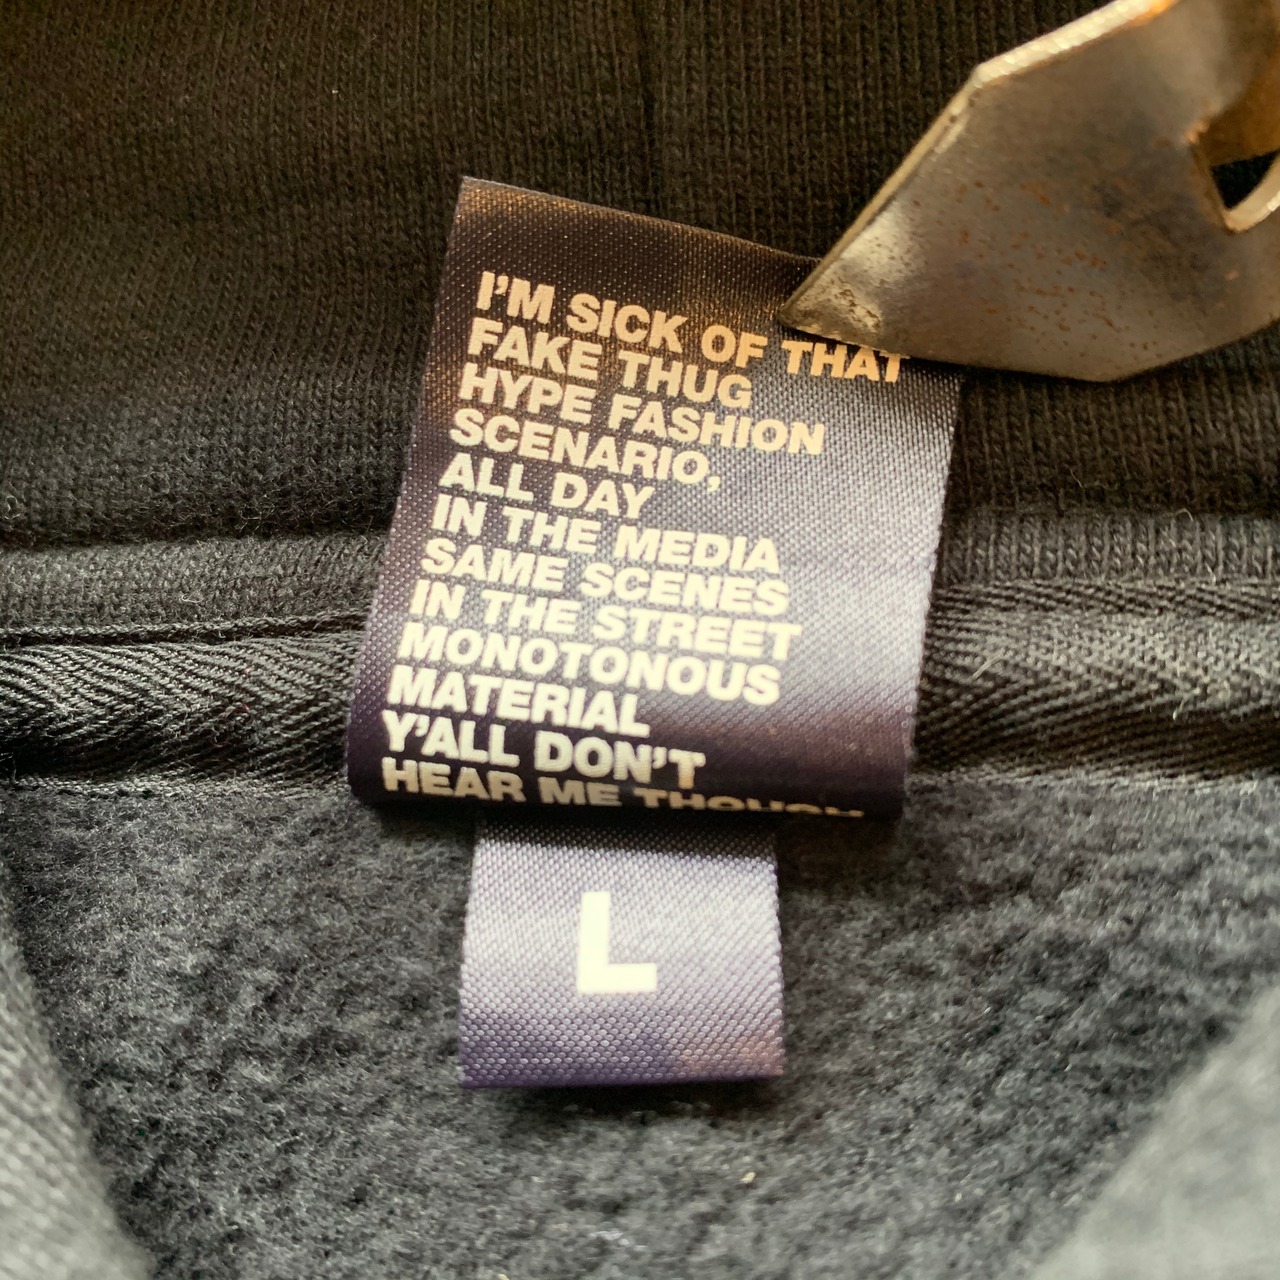 I'M SICK OF THAT
FAKE THUG
HYPE FASHION
SCENARIO,
ALL DAY
IN THE MEDIA
SAME SCENES
IN THE STREET
MONOTONOUS
MATERIAL
Y'ALL DON'T
HEAR ME THOUGH
L